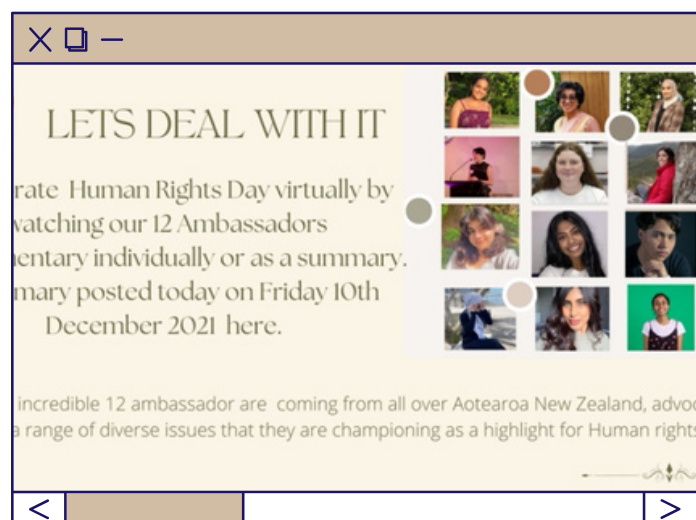 LETS DEAL WITH IT
rate Human Rights Day virtually by
watching our 12 Ambassadors
entary individually or as a summary.
mary posted today on Friday 10th
December 2021 here.
incredible 12 ambassador are coming from all over Aotearoa New Zealand, advoc
a range of diverse issues that they are championing as a highlight for Human rights